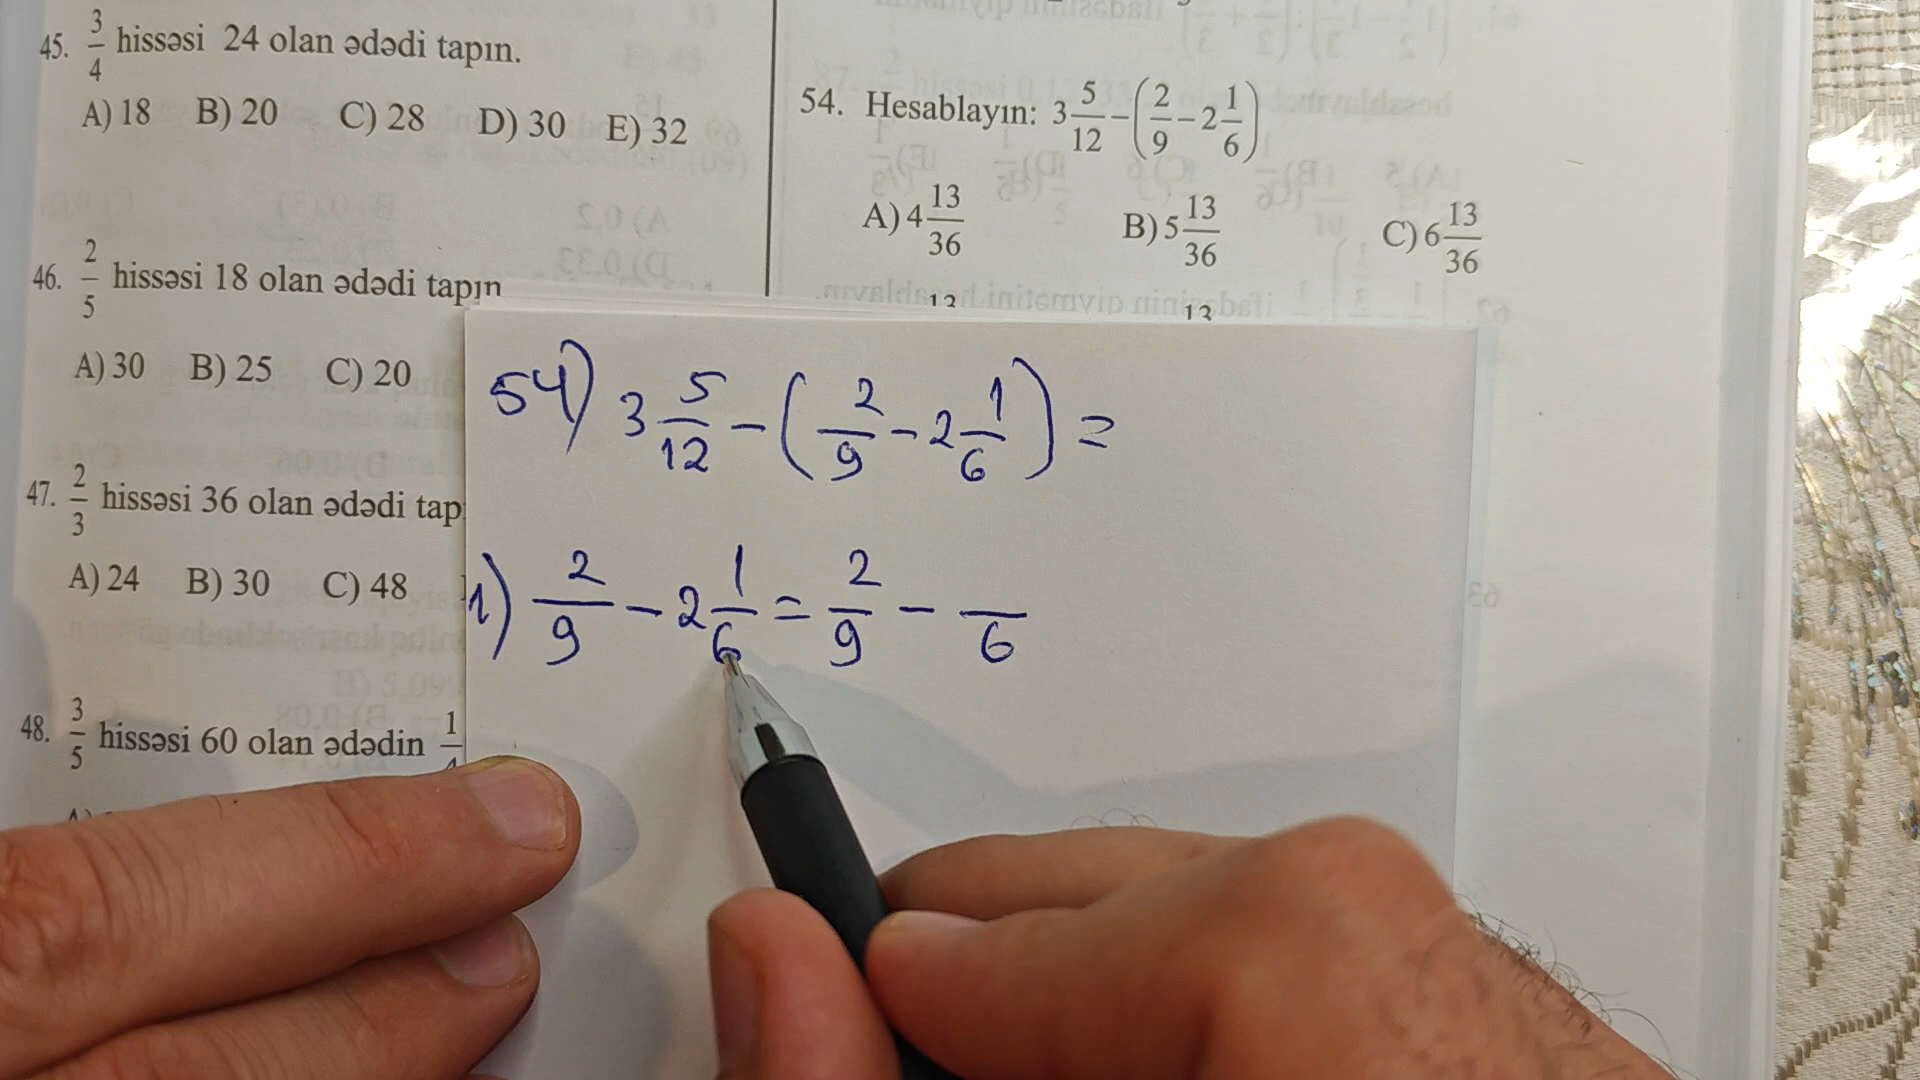 45. 3/4 hissəsi 24 olan ədədi tapın.
A) 18 B) 20 C) 28 D) 30 E) 32
46. 2/5 hissəsi 18 olan ədədi tapın
A) 30 B) 25 C) 20
47. 2/3 hissəsi 36 olan ədədi tap
A) 24 B) 30 C) 48
48. 3/5 hissəsi 60 olan ədədin 1/4
54. Hesablayın: 3 5/12 − (2/9 − 2 1/6)
A) 4 13/36 B) 5 13/36 C) 6 13/36
13 13
54) 3 5/12 − (2/9 − 2 1/6) =
1) 2/9 − 2 1/6 = 2/9 − /6